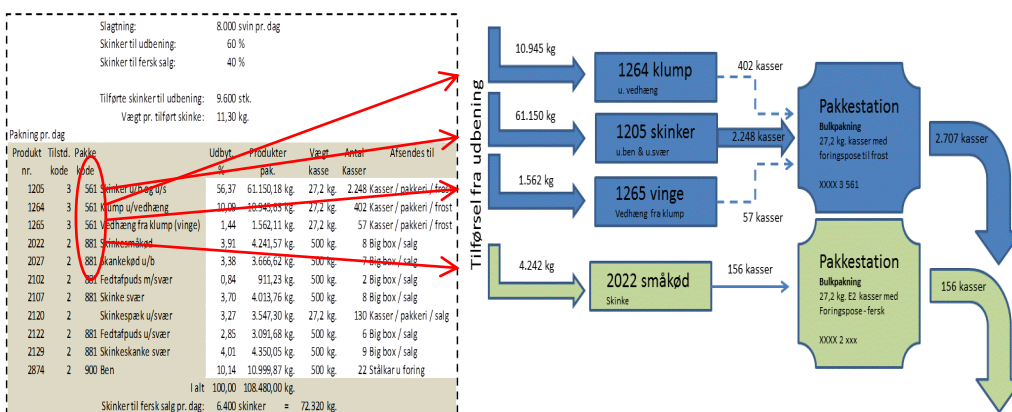 Slagtning: 8.000 svin pr. dag
Skinker til udbening: 60 %
Skinker til fersk salg: 40 %
Tilførte skinker til udbening: 9.600 stk.
Vægt pr. tilført skinke: 11,30 kg.
Pakning pr. dag
Produkt Tilstd. Pakke Udbyt. Produkter Vægt Antal Afsendes til
nr. kode kode % pak. kasse Kasser
1205 3 561 Skinker u/b og u/s 56,37 61.150,18 kg. 27,2 kg. 2.248 Kasser / pakkeri / frost
1264 3 561 Klump u/vedhæng 10,09 10.945,63 kg. 27,2 kg. 402 Kasser / pakkeri / frost
1265 3 561 Vedhæng fra klump (vinge) 1,44 1.562,11 kg. 27,2 kg. 57 Kasser / pakkeri / frost
2022 2 881 Skinkesmåkød 3,91 4.241,57 kg. 500 kg. 8 Big box / salg
2027 2 881 Skankekød u/b 3,38 3.666,62 kg. 500 kg. 7 Big box / salg
2102 2 881 Fedtafpuds m/svær 0,84 911,23 kg. 500 kg. 2 Big box / salg
2107 2 881 Skinke svær 3,70 4.013,76 kg. 500 kg. 8 Big box / salg
2120 2 Skinkespæk u/svær 3,27 3.547,30 kg. 27,2 kg. 130 Kasser / pakkeri / salg
2122 2 881 Fedtafpuds u/svær 2,85 3.091,68 kg. 500 kg. 6 Big box / salg
2129 2 881 Skinkeskanke svær 4,01 4.350,05 kg. 500 kg. 9 Big box / salg
2874 2 900 Ben 10,14 10.999,87 kg. 500 kg. 22 Stålkar u foring
I alt 100,00 108.480,00 kg.
Skinker til fersk salg pr. dag: 6.400 skinker = 72.320 kg.
Tilførsel fra udbening
10.945 kg
61.150 kg
1.562 kg
4.242 kg
1264 klump
u. vedhæng
1205 skinker
u.ben & u.svær
1265 vinge
Vedhæng fra klump
2022 småkød
Skinke
402 kasser
2.248 kasser
57 kasser
156 kasser
Pakkestation
Bulkpakning
27,2 kg. kasser med
foringspose til frost
XXXX 3 561
2.707 kasser
Pakkestation
Bulkpakning
27,2 kg. E2 kasser med
Foringspose - fersk
XXXX 2 xxx
156 kasser